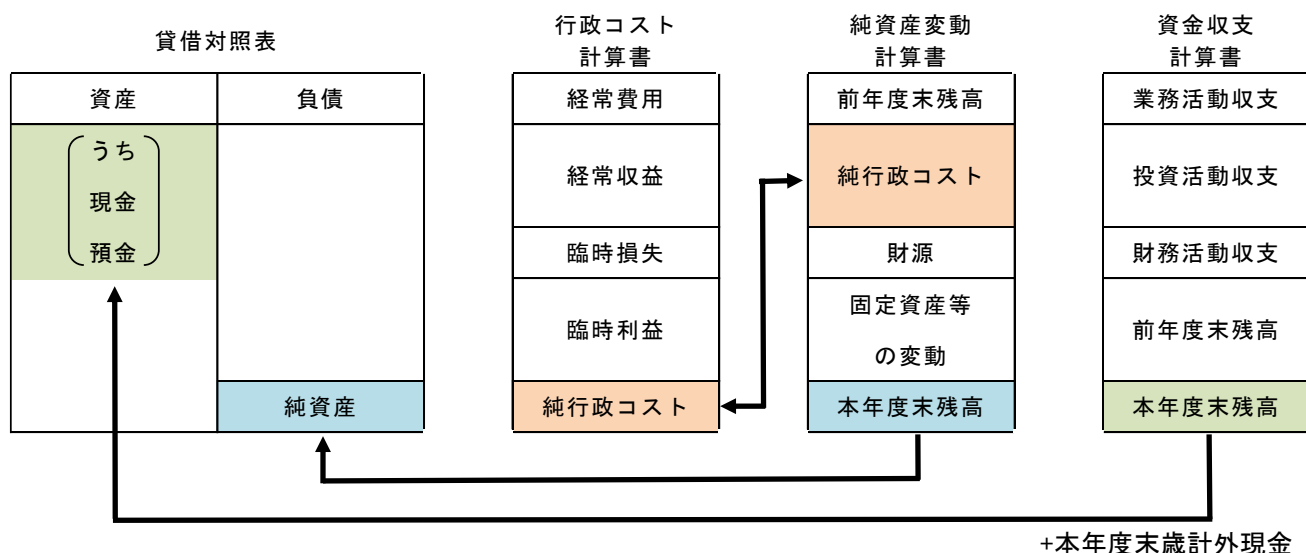 貸借対照表
資産
負債
うち
現金
預金
純資産
行政コスト
計算書
経常費用
経常収益
臨時損失
臨時利益
純行政コスト
純資産変動
計算書
前年度末残高
純行政コスト
財源
固定資産等
の変動
本年度末残高
資金収支
計算書
業務活動収支
投資活動収支
財務活動収支
前年度末残高
本年度末残高
+本年度末歳計外現金